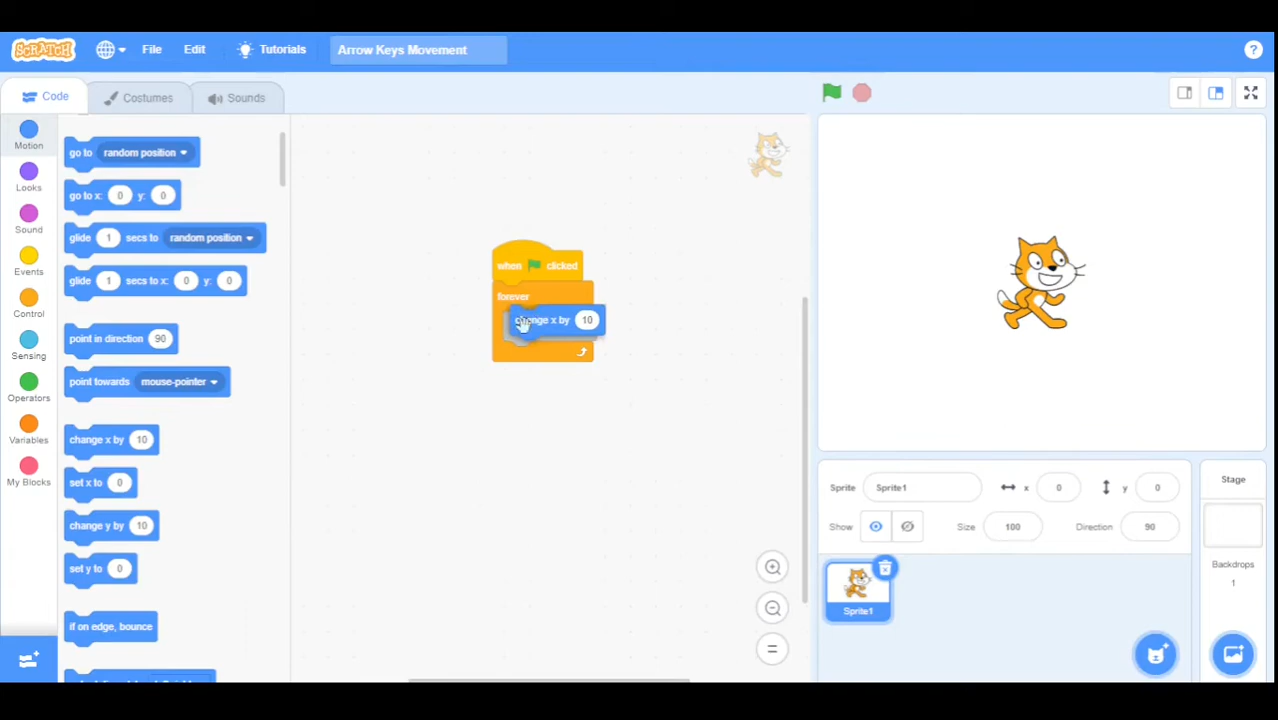 SCRATCH File Edit Tutorials Arrow Keys Movement ?
Code Costumes Sounds
Motion
Looks
Sound
Events
Control
Sensing
Operators
Variables
My Blocks
go to random position
go to x: 0 y: 0
glide 1 secs to random position
glide 1 secs to x: 0 y: 0
point in direction 90
point towards mouse-pointer
change x by 10
set x to 0
change y by 10
set y to 0
if on edge, bounce
when clicked
forever
change x by 10
Sprite Sprite1 x 0 y 0
Show Size 100 Direction 90
Sprite1
Stage
Backdrops
1